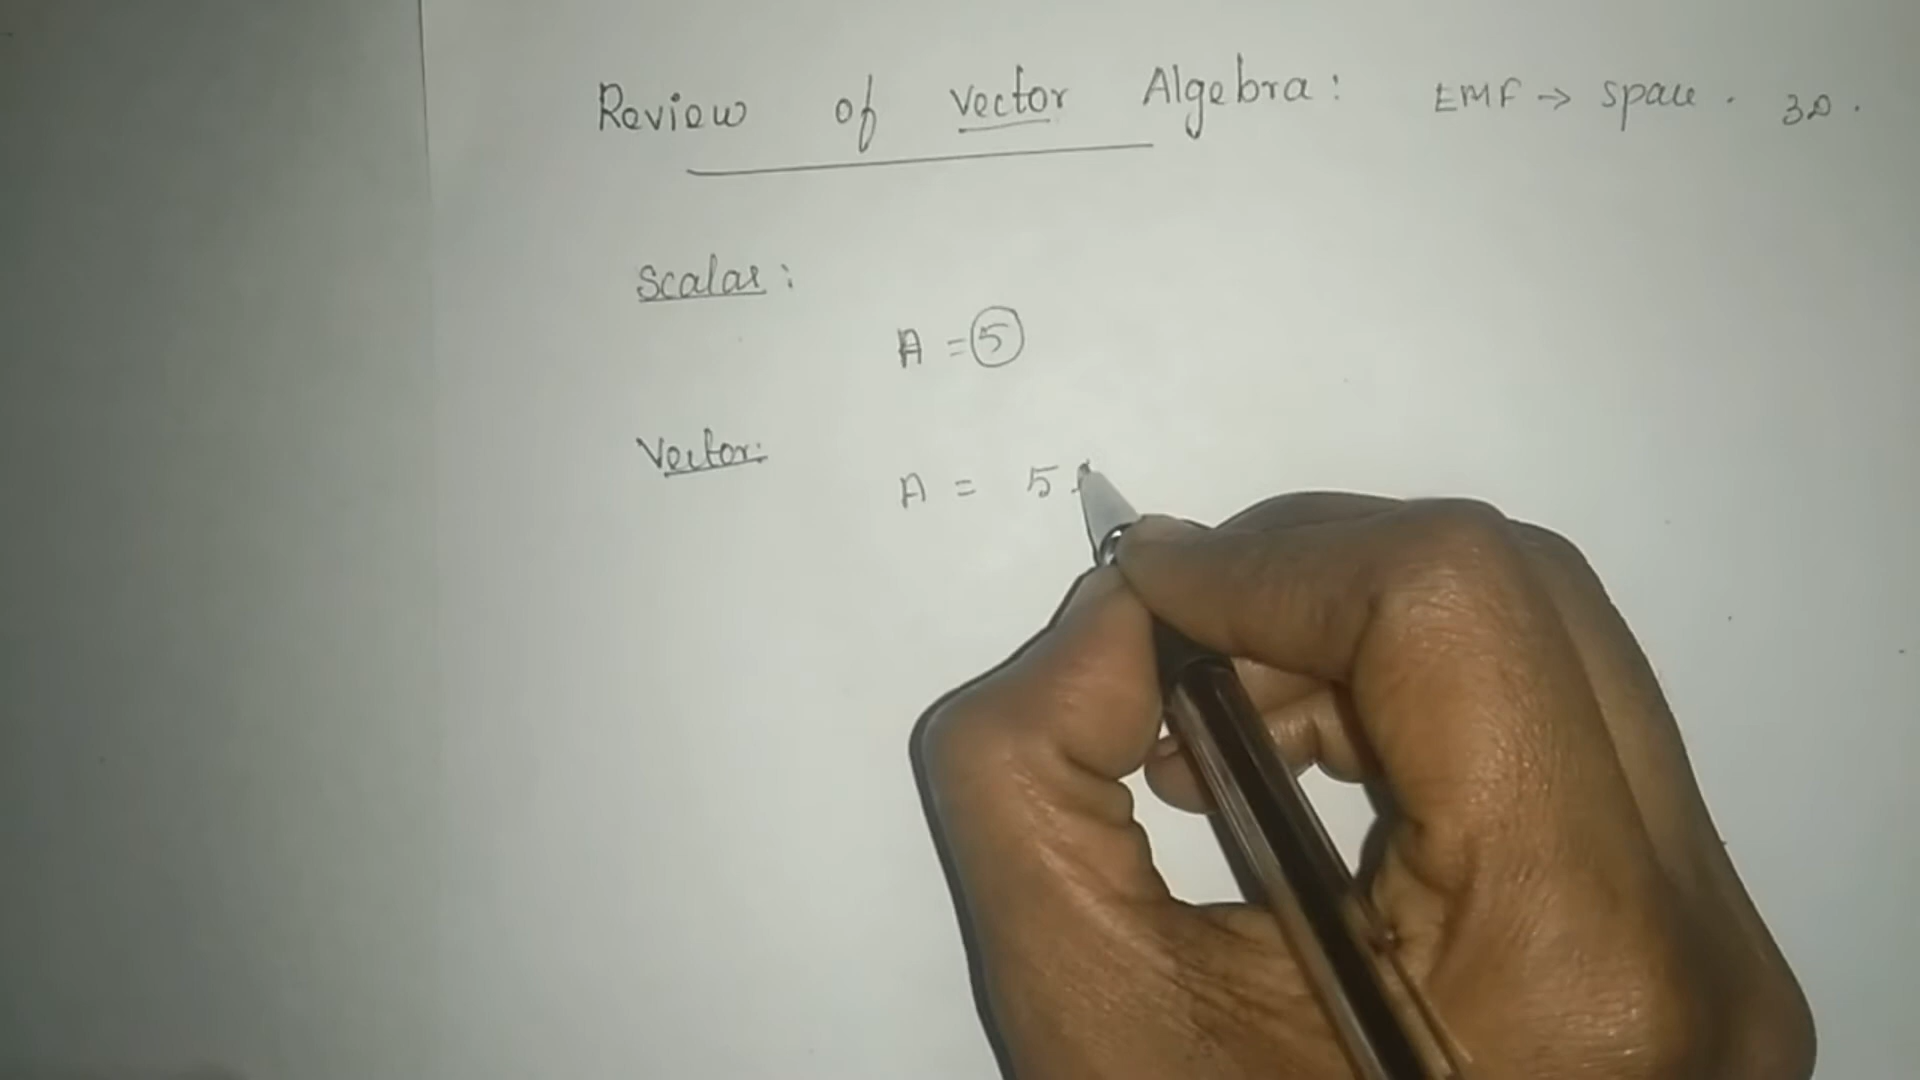 Review of Vector Algebra: EMF → space. 3D.
Scalar:
A = 5
Vector:
A = 5